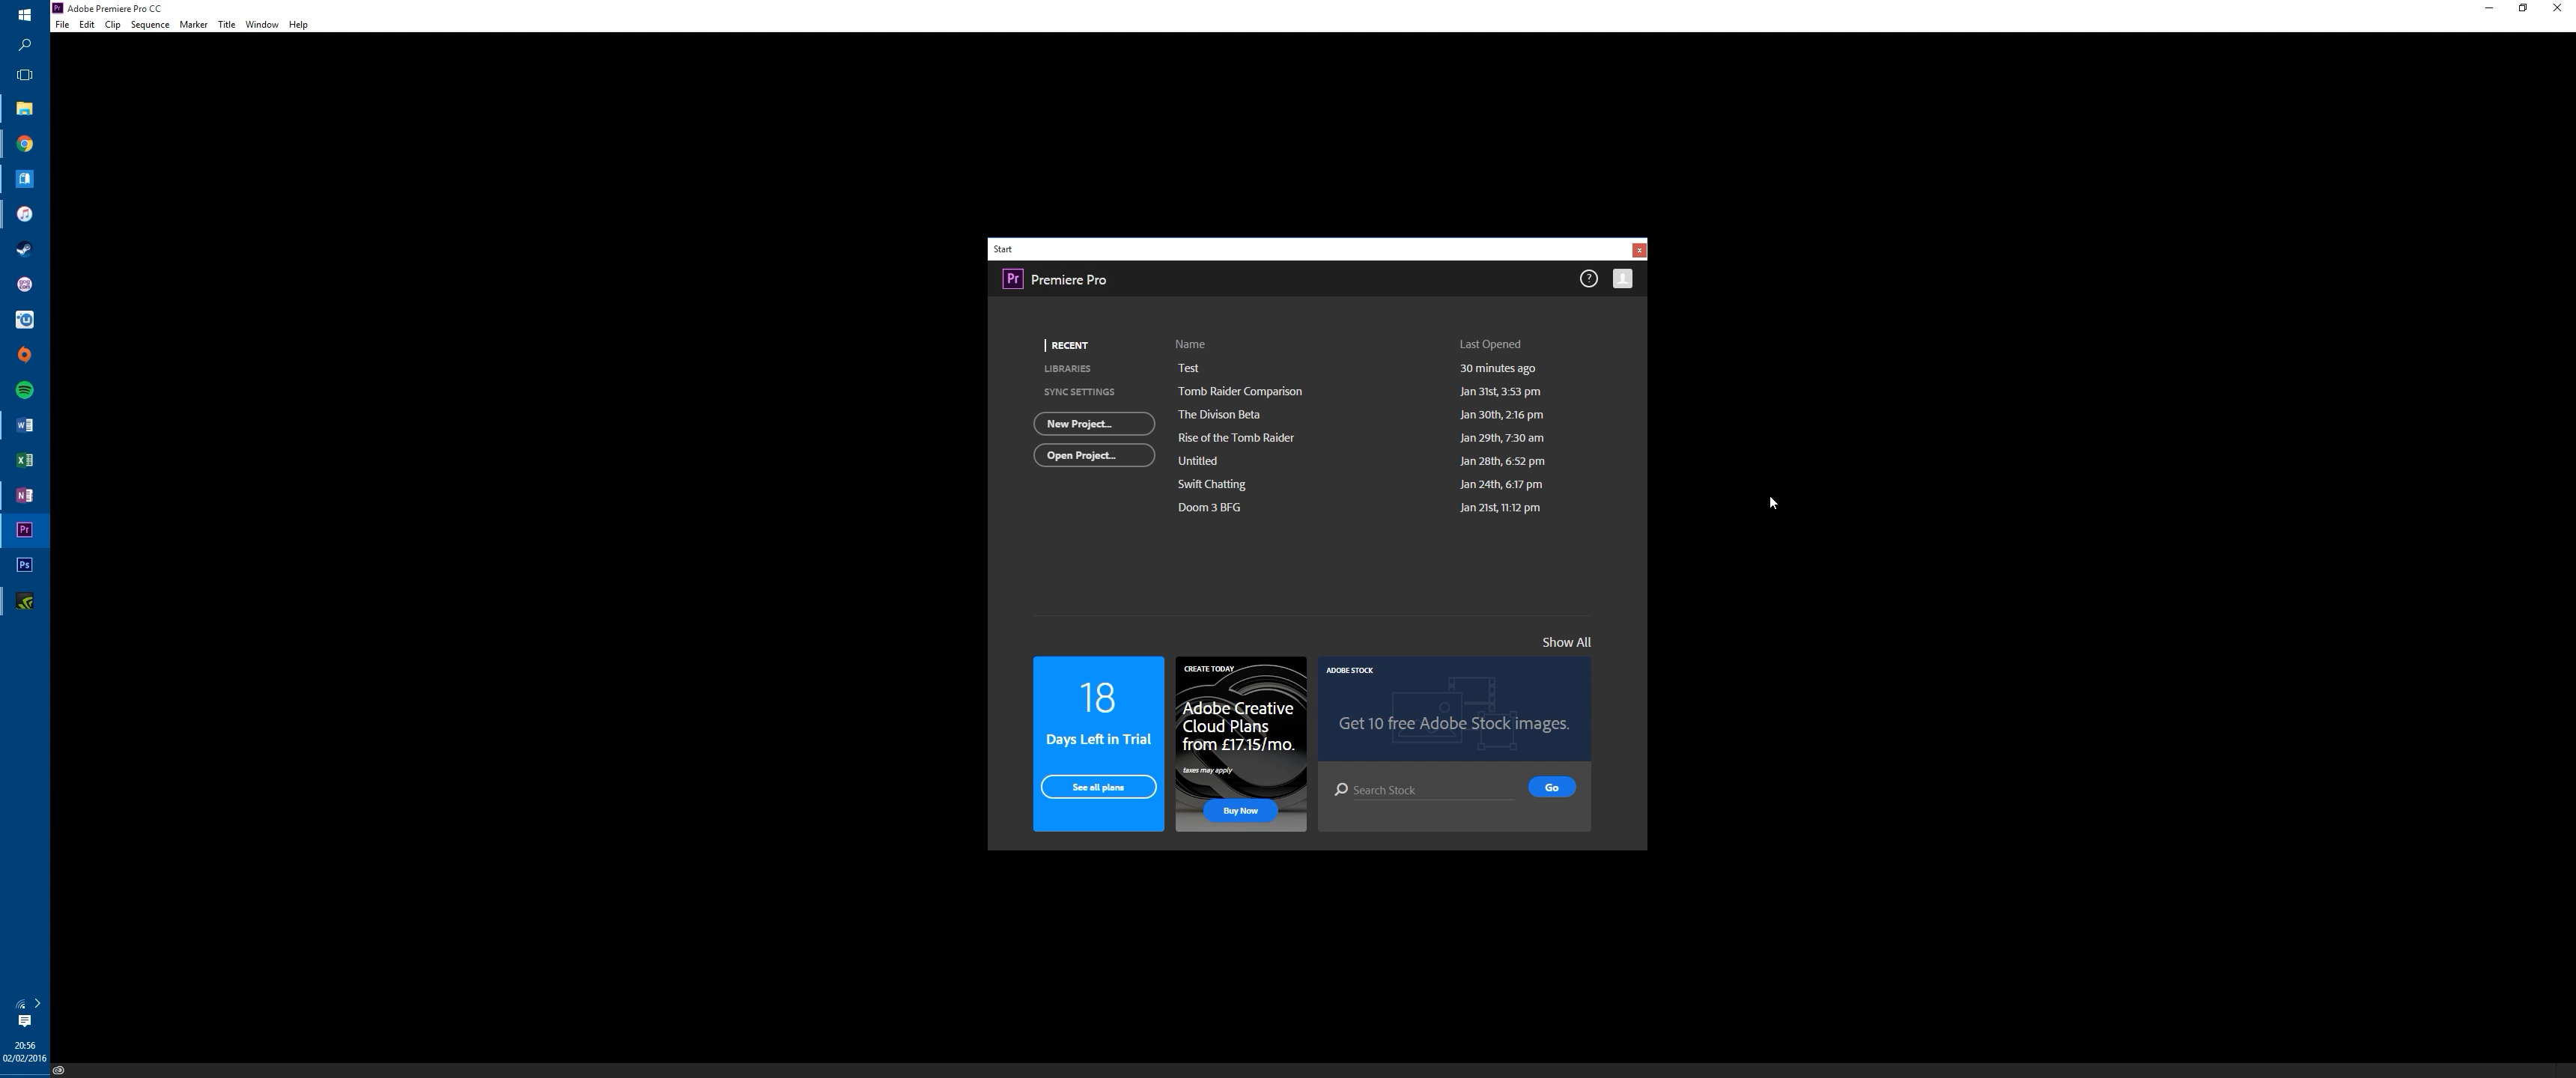 Adobe Premiere Pro CC
File Edit Clip Sequence Marker Title Window Help
Start
Pr Premiere Pro
RECENT
LIBRARIES
SYNC SETTINGS
New Project...
Open Project...
Name Last Opened
Test 30 minutes ago
Tomb Raider Comparison Jan 31st, 3:53 pm
The Divison Beta Jan 30th, 2:16 pm
Rise of the Tomb Raider Jan 29th, 7:30 am
Untitled Jan 28th, 6:52 pm
Swift Chatting Jan 24th, 6:17 pm
Doom 3 BFG Jan 21st, 11:12 pm
Show All
18
Days Left in Trial
See all plans
CREATE TODAY
Adobe Creative
Cloud Plans
from £17.15/mo.
taxes may apply
Buy Now
ADOBE STOCK
Get 10 free Adobe Stock images.
Search Stock
Go
Pr
Ps
20:56
02/02/2016